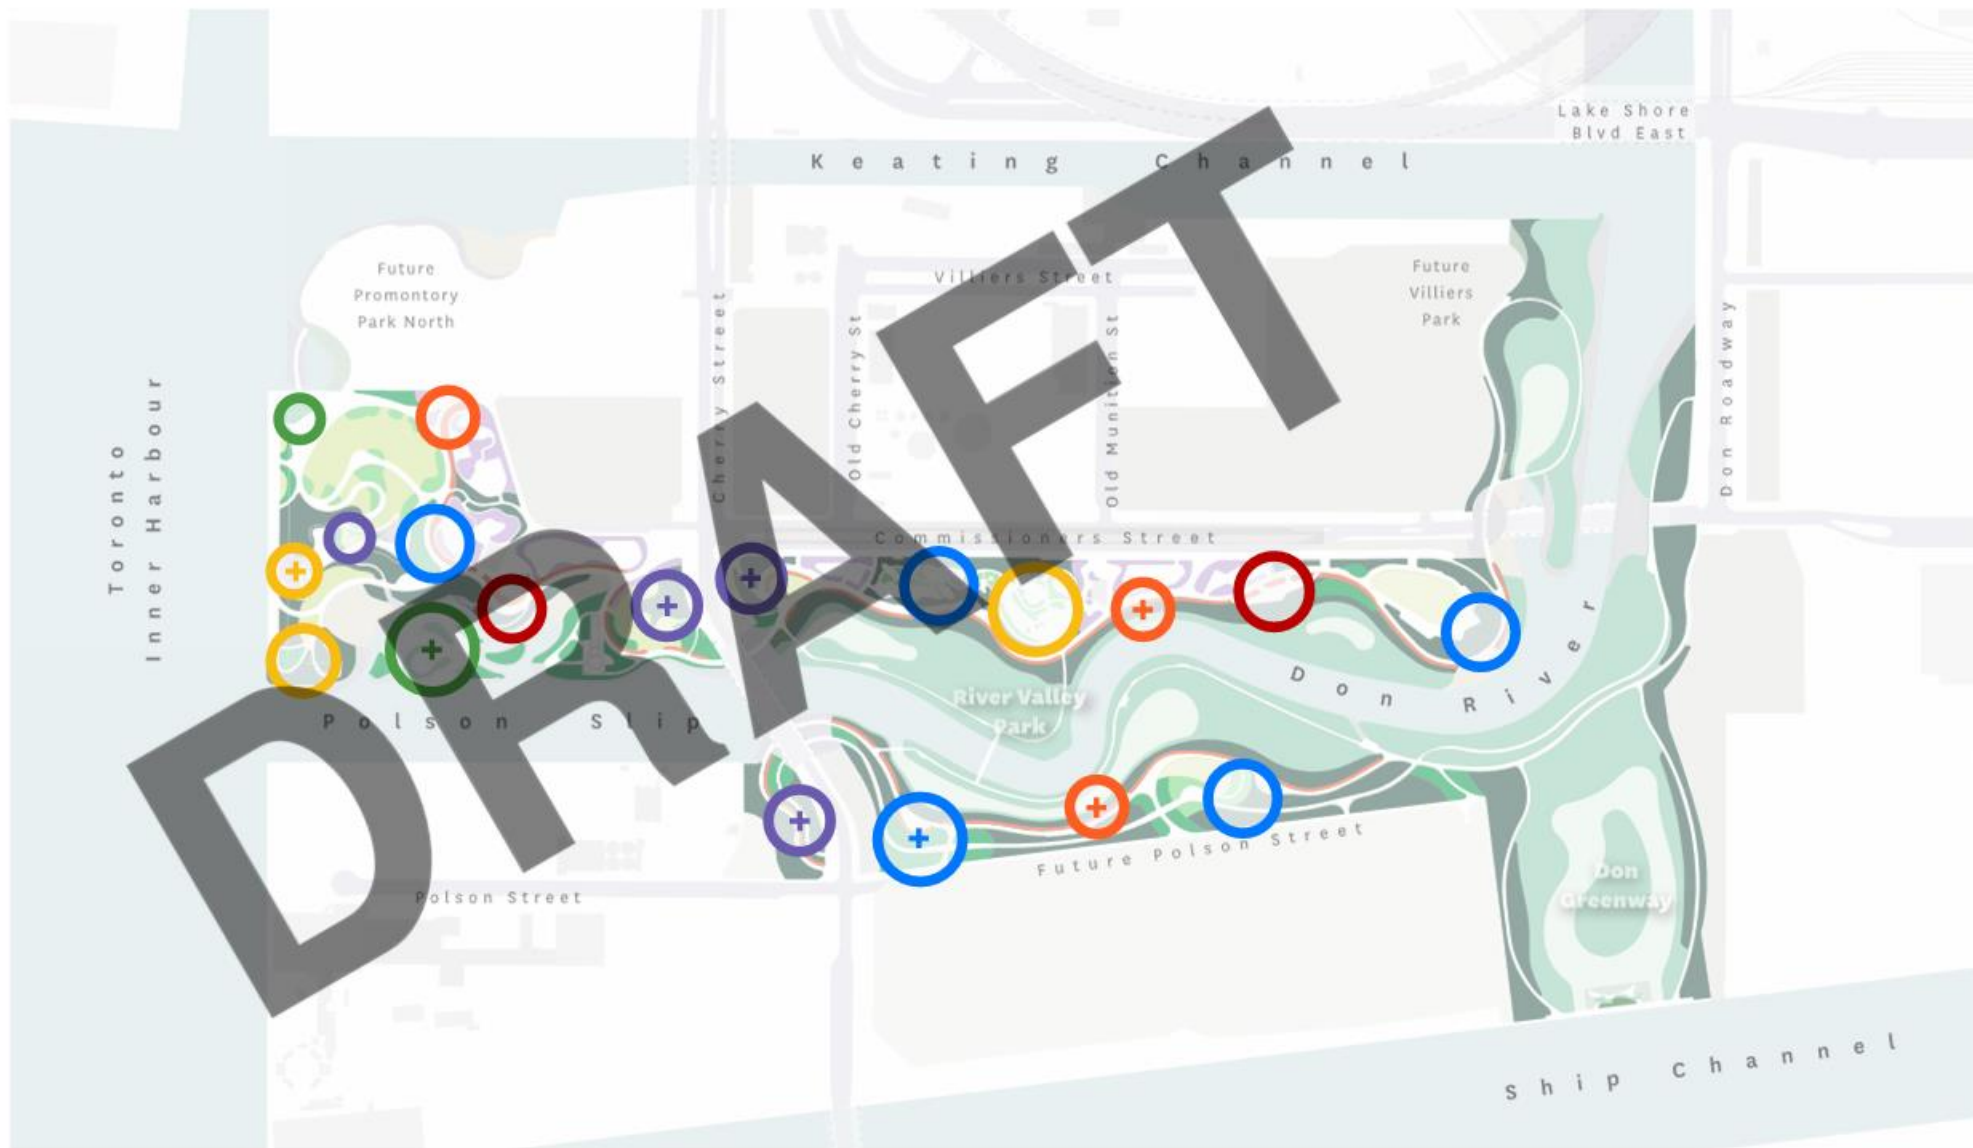 Lake Shore
Blvd East
Keating Channel
Future
Promontory
Park North
Villiers Street
Future
Villiers
Park
Cherry Street
Old Cherry St
Old Munition St
Don Roadway
Toronto
Inner Harbour
Commissioners Street
DRAFT
Don River
River Valley
Park
Polson Slip
Future Polson Street
Polson Street
Don
Greenway
Ship Channel